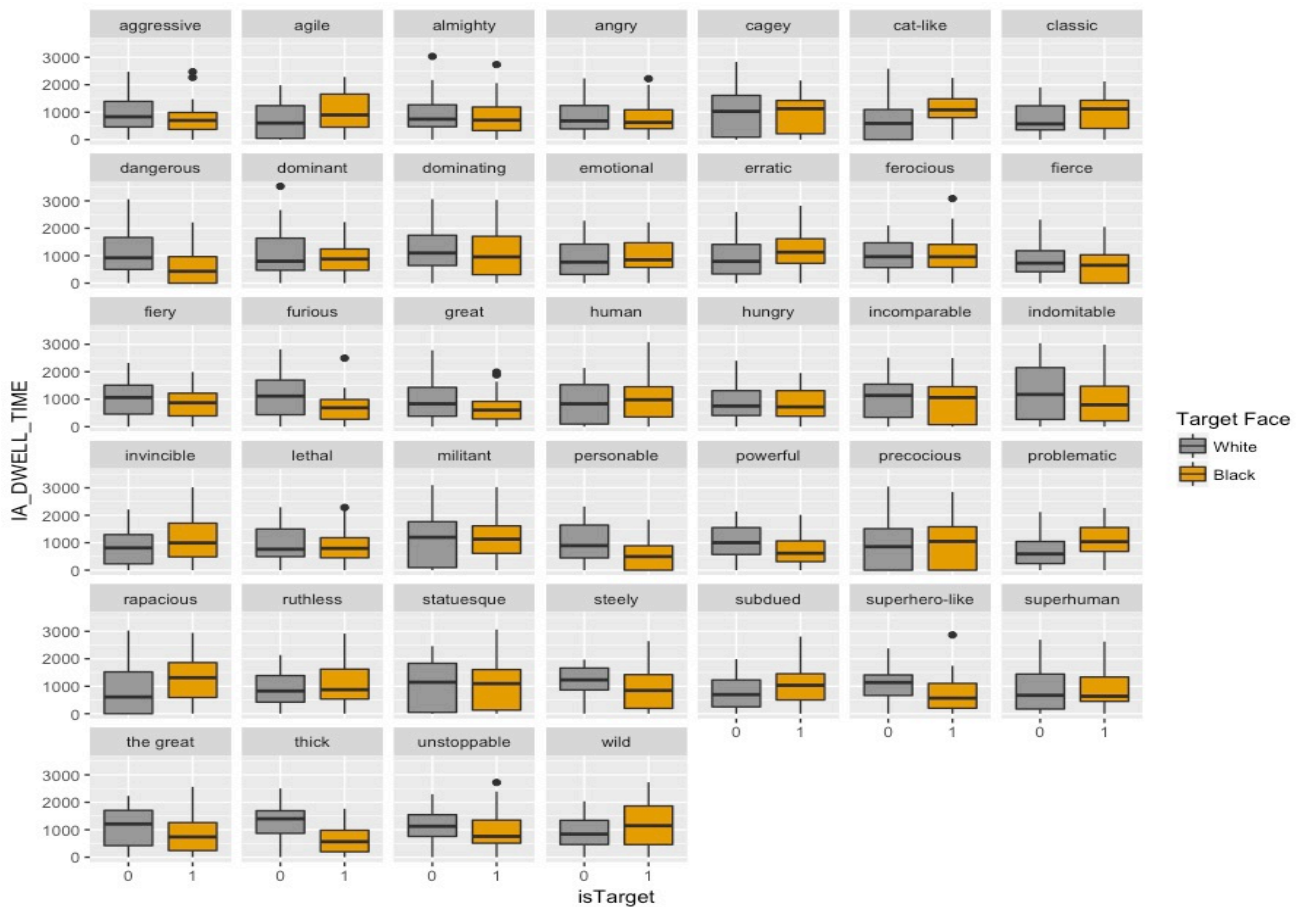 aggressive agile almighty angry cagey cat-like classic
3000
2000
1000
0
dangerous dominant dominating emotional erratic ferocious fierce
3000
2000
1000
0
fiery furious great human hungry incomparable indomitable
3000
2000
1000
0
invincible lethal militant personable powerful precocious problematic
3000
2000
1000
0
rapacious ruthless statuesque steely subdued superhero-like superhuman
3000
2000
1000
0
0 1 0 1 0 1
the great thick unstoppable wild
3000
2000
1000
0
0 1 0 1 0 1 0 1
isTarget
IA_DWELL_TIME
Target Face
White
Black